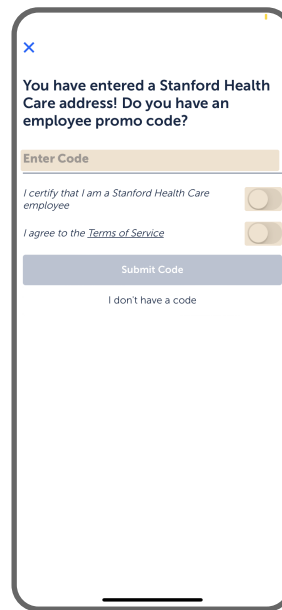 You have entered a Stanford Health
Care address! Do you have an
employee promo code?
Enter Code
I certify that I am a Stanford Health Care
employee
I agree to the Terms of Service
Submit Code
I don't have a code